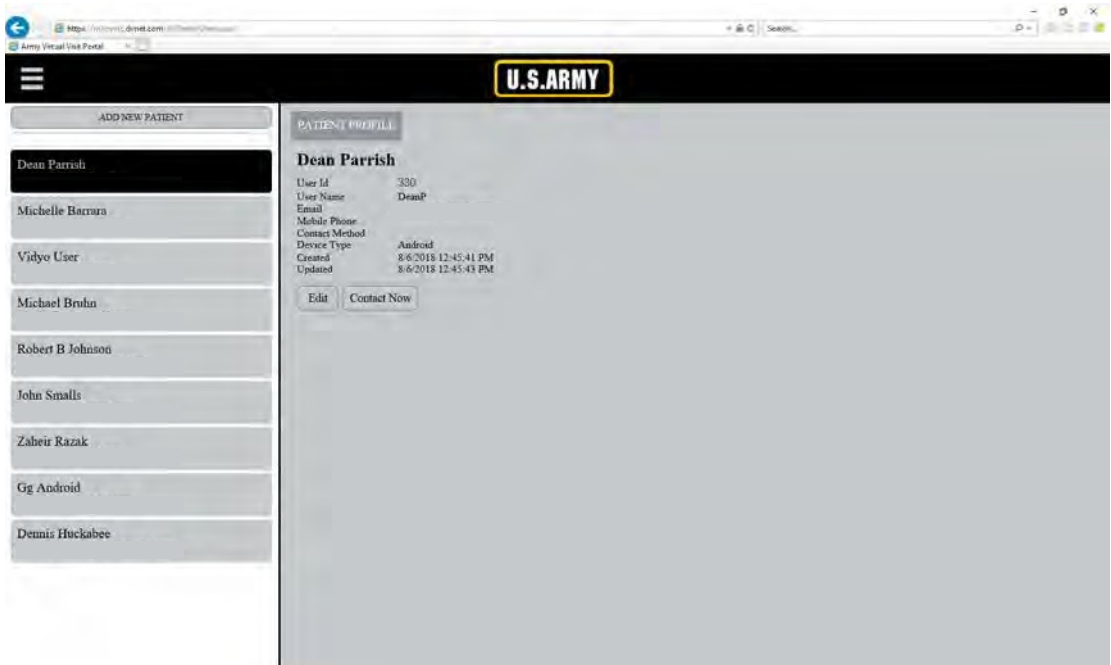 Army Virtual Visit Portal
U.S.ARMY
ADD NEW PATIENT
Dean Parrish
Michelle Barrara
Vidyo User
Michael Bruhn
Robert B Johnson
John Smalls
Zaheir Razak
Gg Android
Dennis Huckabee
PATIENT PROFILE
Dean Parrish
User Id 330
User Name DeanP
Email
Mobile Phone
Contact Method
Device Type Android
Created 8/6/2018 12:45:41 PM
Updated 8/6/2018 12:45:43 PM
Edit Contact Now